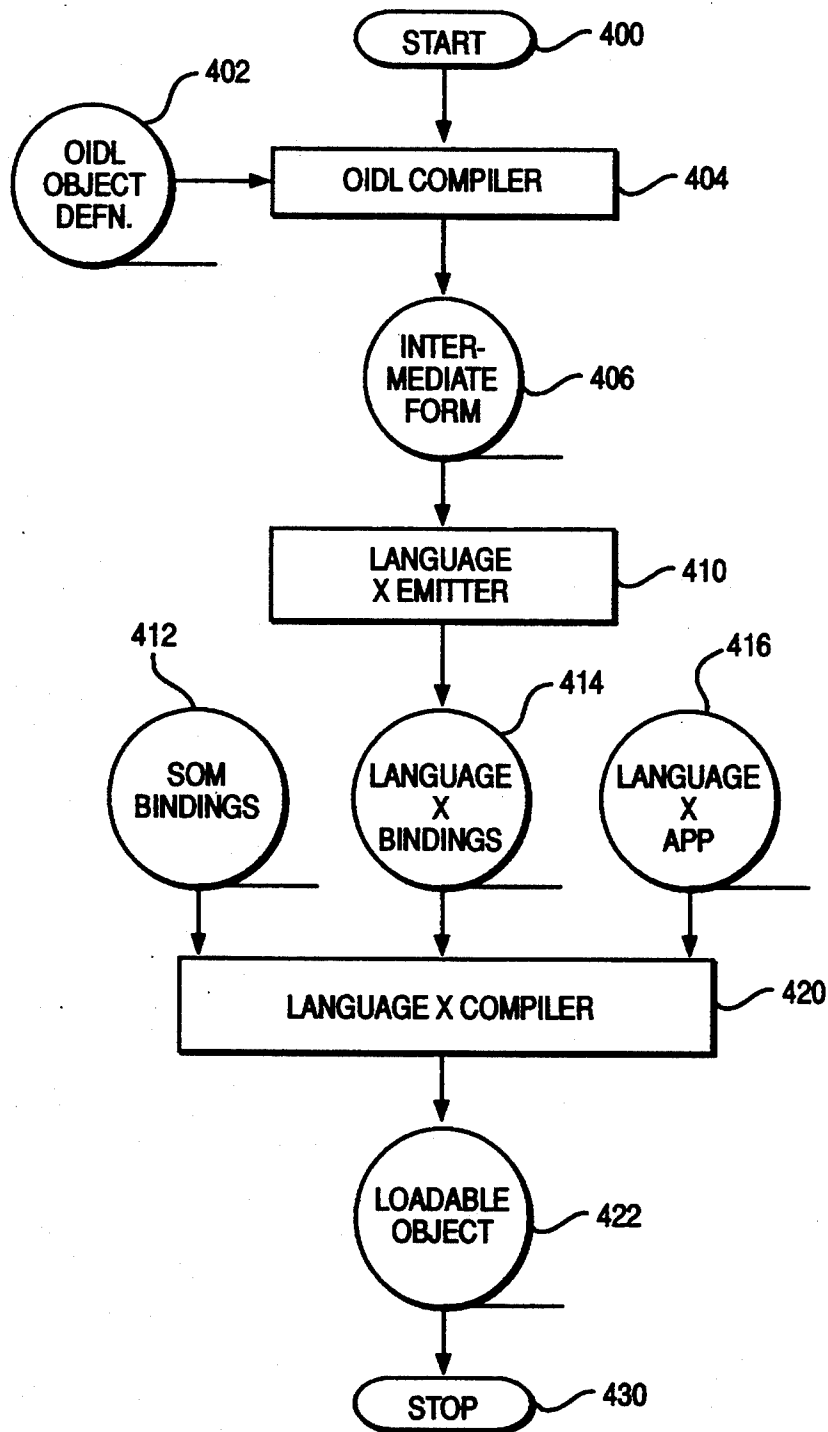 START
400
402
OIDL
OBJECT
DEFN.
OIDL COMPILER
404
INTER-
MEDIATE
FORM
406
LANGUAGE
X EMITTER
410
412
414
416
SOM
BINDINGS
LANGUAGE
X
BINDINGS
LANGUAGE
X
APP
LANGUAGE X COMPILER
420
LOADABLE
OBJECT
422
STOP
430